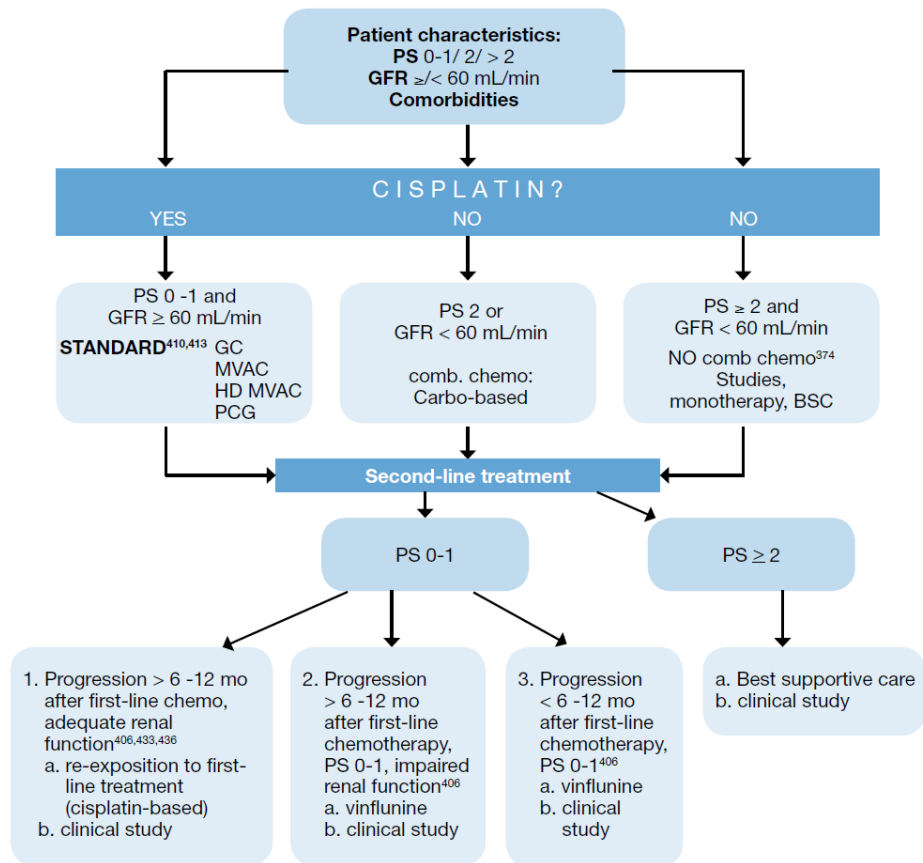 Patient characteristics:
PS 0-1/ 2/ > 2
GFR ≥/< 60 mL/min
Comorbidities
CISPLATIN?
YES
NO
NO
PS 0 -1 and
GFR ≥ 60 mL/min
STANDARD410,413 GC
MVAC
HD MVAC
PCG
PS 2 or
GFR < 60 mL/min
comb. chemo:
Carbo-based
PS ≥ 2 and
GFR < 60 mL/min
NO comb chemo374
Studies,
monotherapy, BSC
Second-line treatment
PS 0-1
PS ≥ 2
1. Progression > 6 -12 mo
after first-line chemo,
adequate renal
function406,433,436
a. re-exposition to first-
line treatment
(cisplatin-based)
b. clinical study
2. Progression
> 6 -12 mo
after first-line
chemotherapy,
PS 0-1, impaired
renal function406
a. vinflunine
b. clinical study
3. Progression
< 6 -12 mo
after first-line
chemotherapy,
PS 0-1406
a. vinflunine
b. clinical
study
a. Best supportive care
b. clinical study